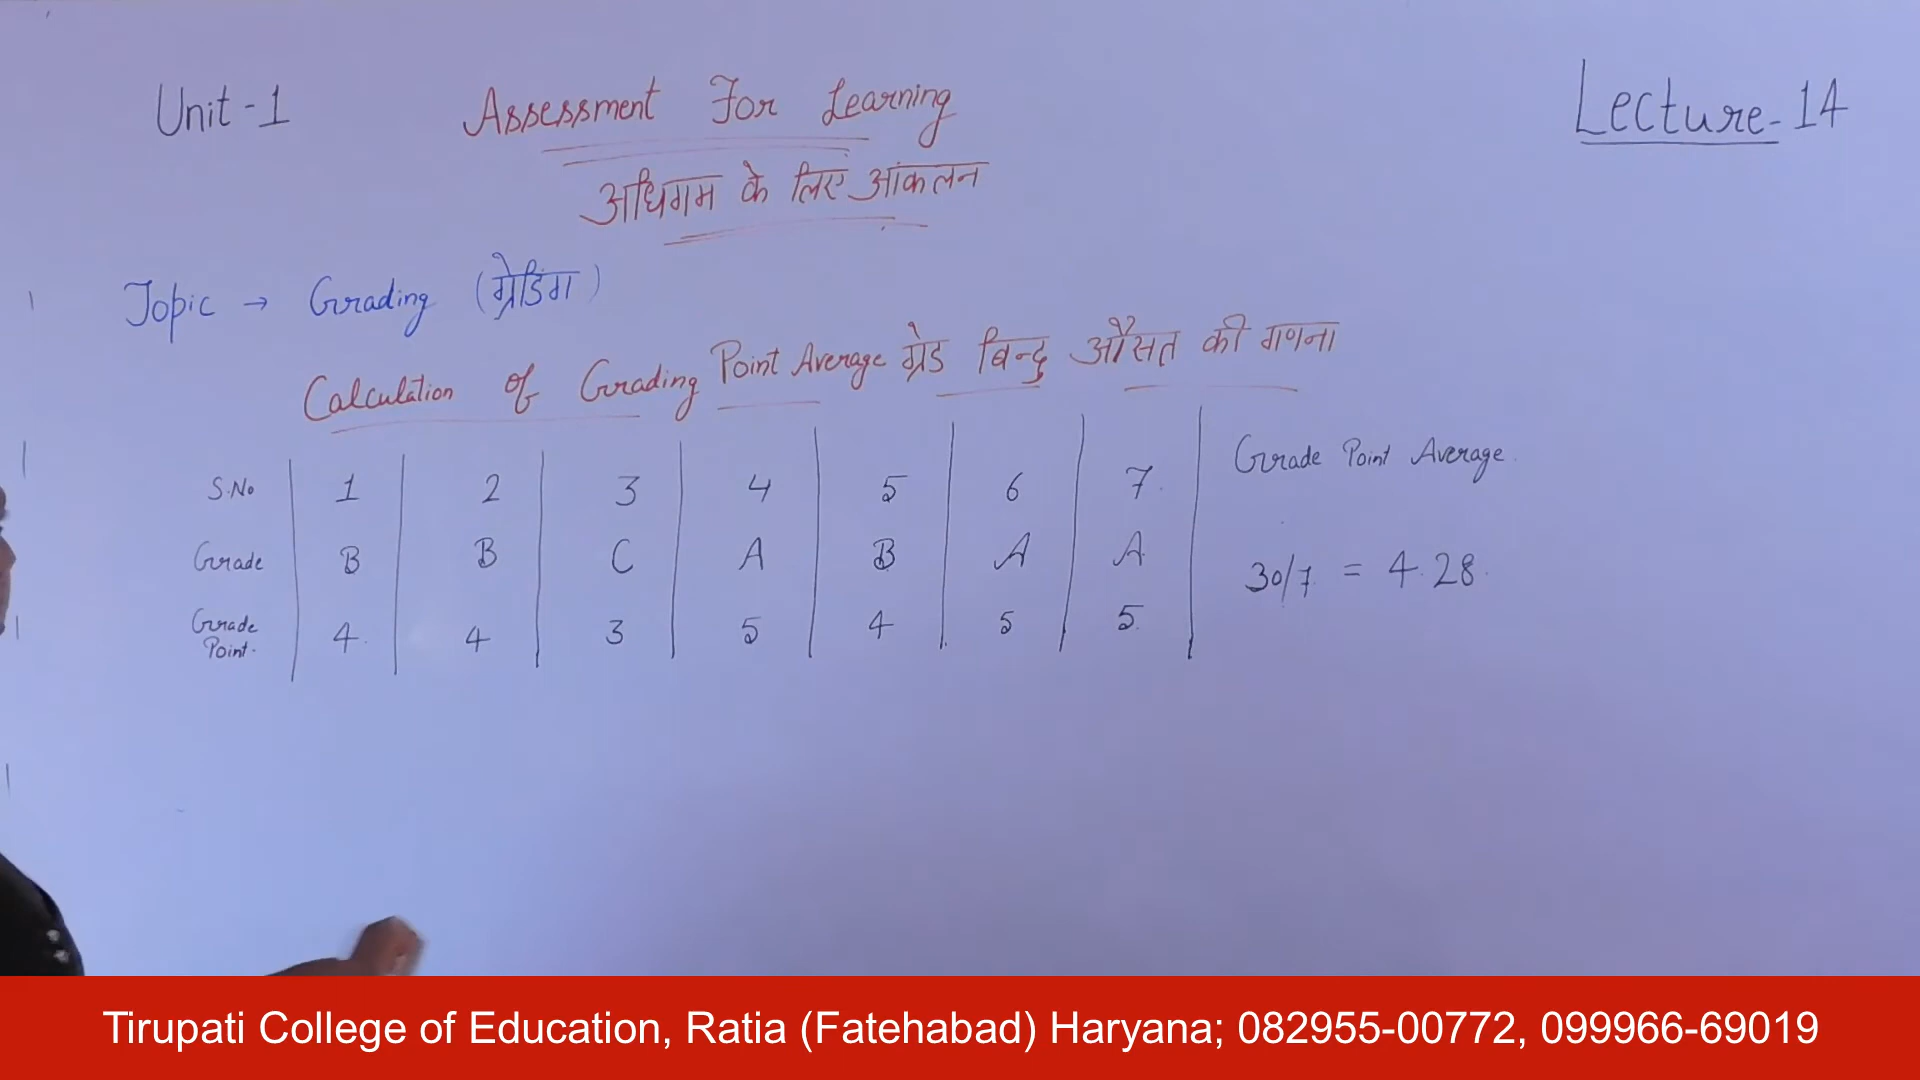 Unit-1 Assessment For Learning Lecture-14
अधिगम के लिए आंकलन
Topic → Grading (ग्रेडिंग)
Calculation of Grading Point Average ग्रेड बिन्दु औसत की गणना
S.No 1 2 3 4 5 6 7 Grade Point Average
Grade B B C A B A A 30/7 = 4.28
Grade Point 4 4 3 5 4 5 5
Tirupati College of Education, Ratia (Fatehabad) Haryana; 082955-00772, 099966-69019